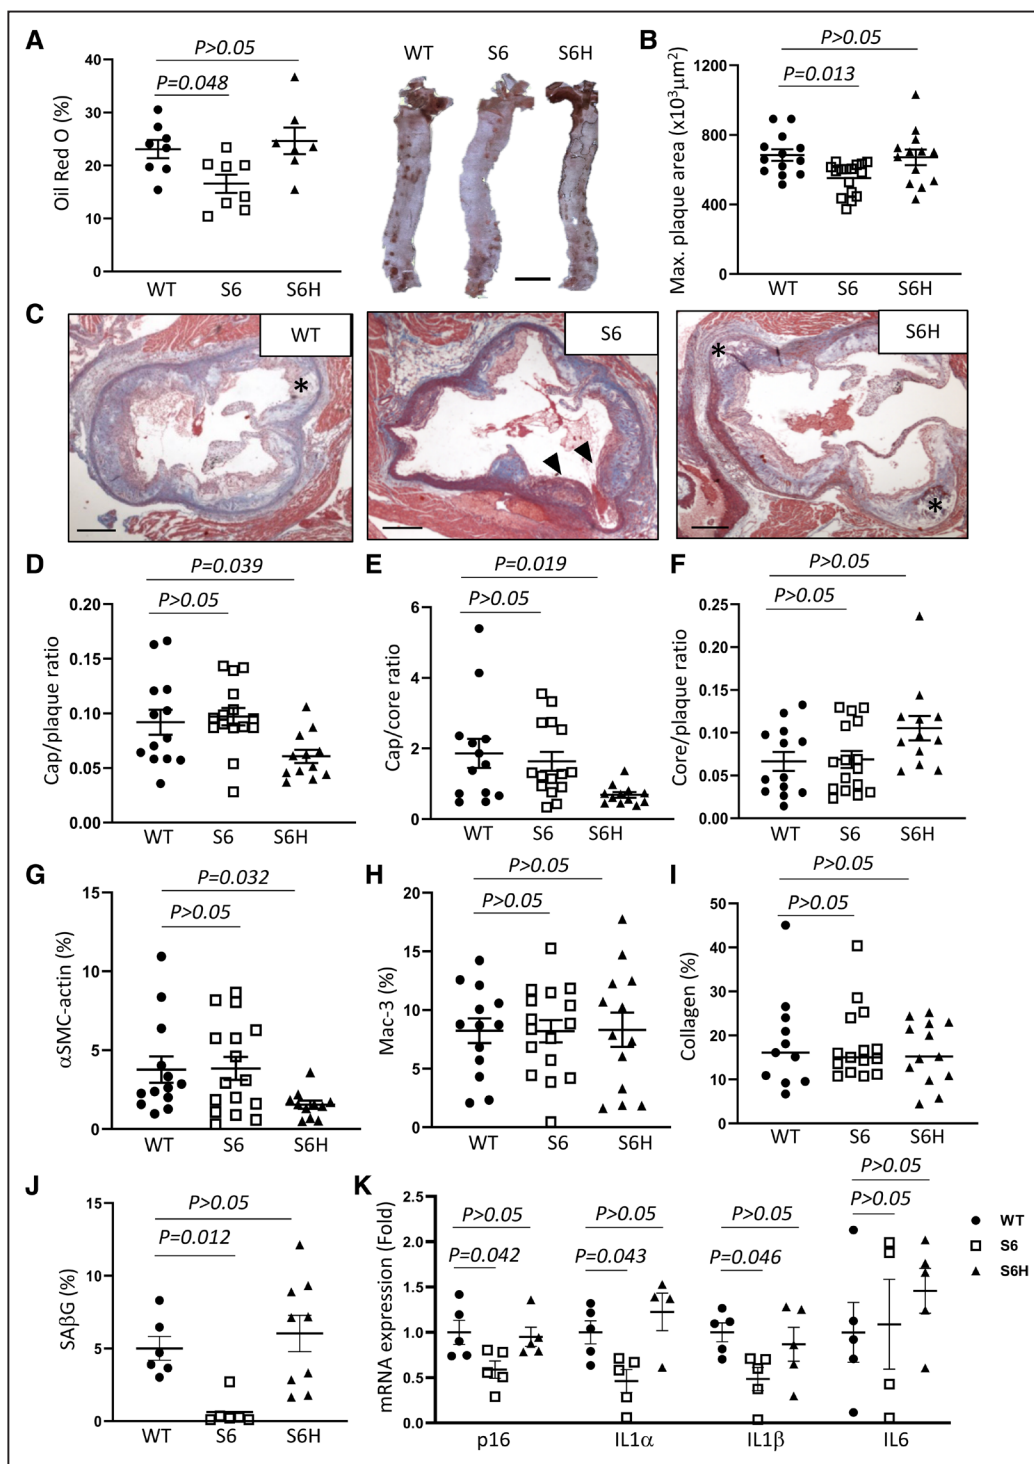 A
WT
S6
S6H
B
P>0.05
P=0.048
Oil Red O (%)
40
30
20
10
0
WT
S6
S6H
P>0.05
P=0.013
Max. plaque area (x10³µm²)
1200
800
400
0
WT
S6
S6H
C
WT
*
S6
S6H
*
*
D
P=0.039
P>0.05
Cap/plaque ratio
0.20
0.15
0.10
0.05
0.00
WT
S6
S6H
E
P=0.019
P>0.05
Cap/core ratio
6
4
2
0
WT
S6
S6H
F
P>0.05
P>0.05
Core/plaque ratio
0.25
0.20
0.15
0.10
0.05
0.00
WT
S6
S6H
G
P=0.032
P>0.05
αSMC-actin (%)
15
10
5
0
WT
S6
S6H
H
P>0.05
P>0.05
Mac-3 (%)
20
15
10
5
0
WT
S6
S6H
I
P>0.05
P>0.05
Collagen (%)
50
40
30
20
10
0
WT
S6
S6H
J
P>0.05
P=0.012
SAβG (%)
15
10
5
0
WT
S6
S6H
K
P>0.05
P=0.042
P>0.05
P=0.043
P>0.05
P=0.046
P>0.05
P>0.05
mRNA expression (Fold)
2.5
2.0
1.5
1.0
0.5
0.0
p16
IL1α
IL1β
IL6
WT
S6
S6H